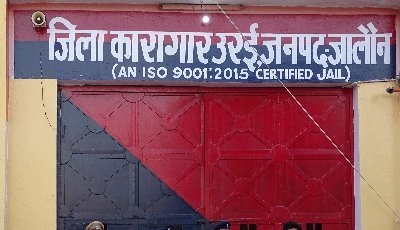 जिला कारागार उरई, जनपद जालौन
(AN ISO 9001:2015 CERTIFIED JAIL)